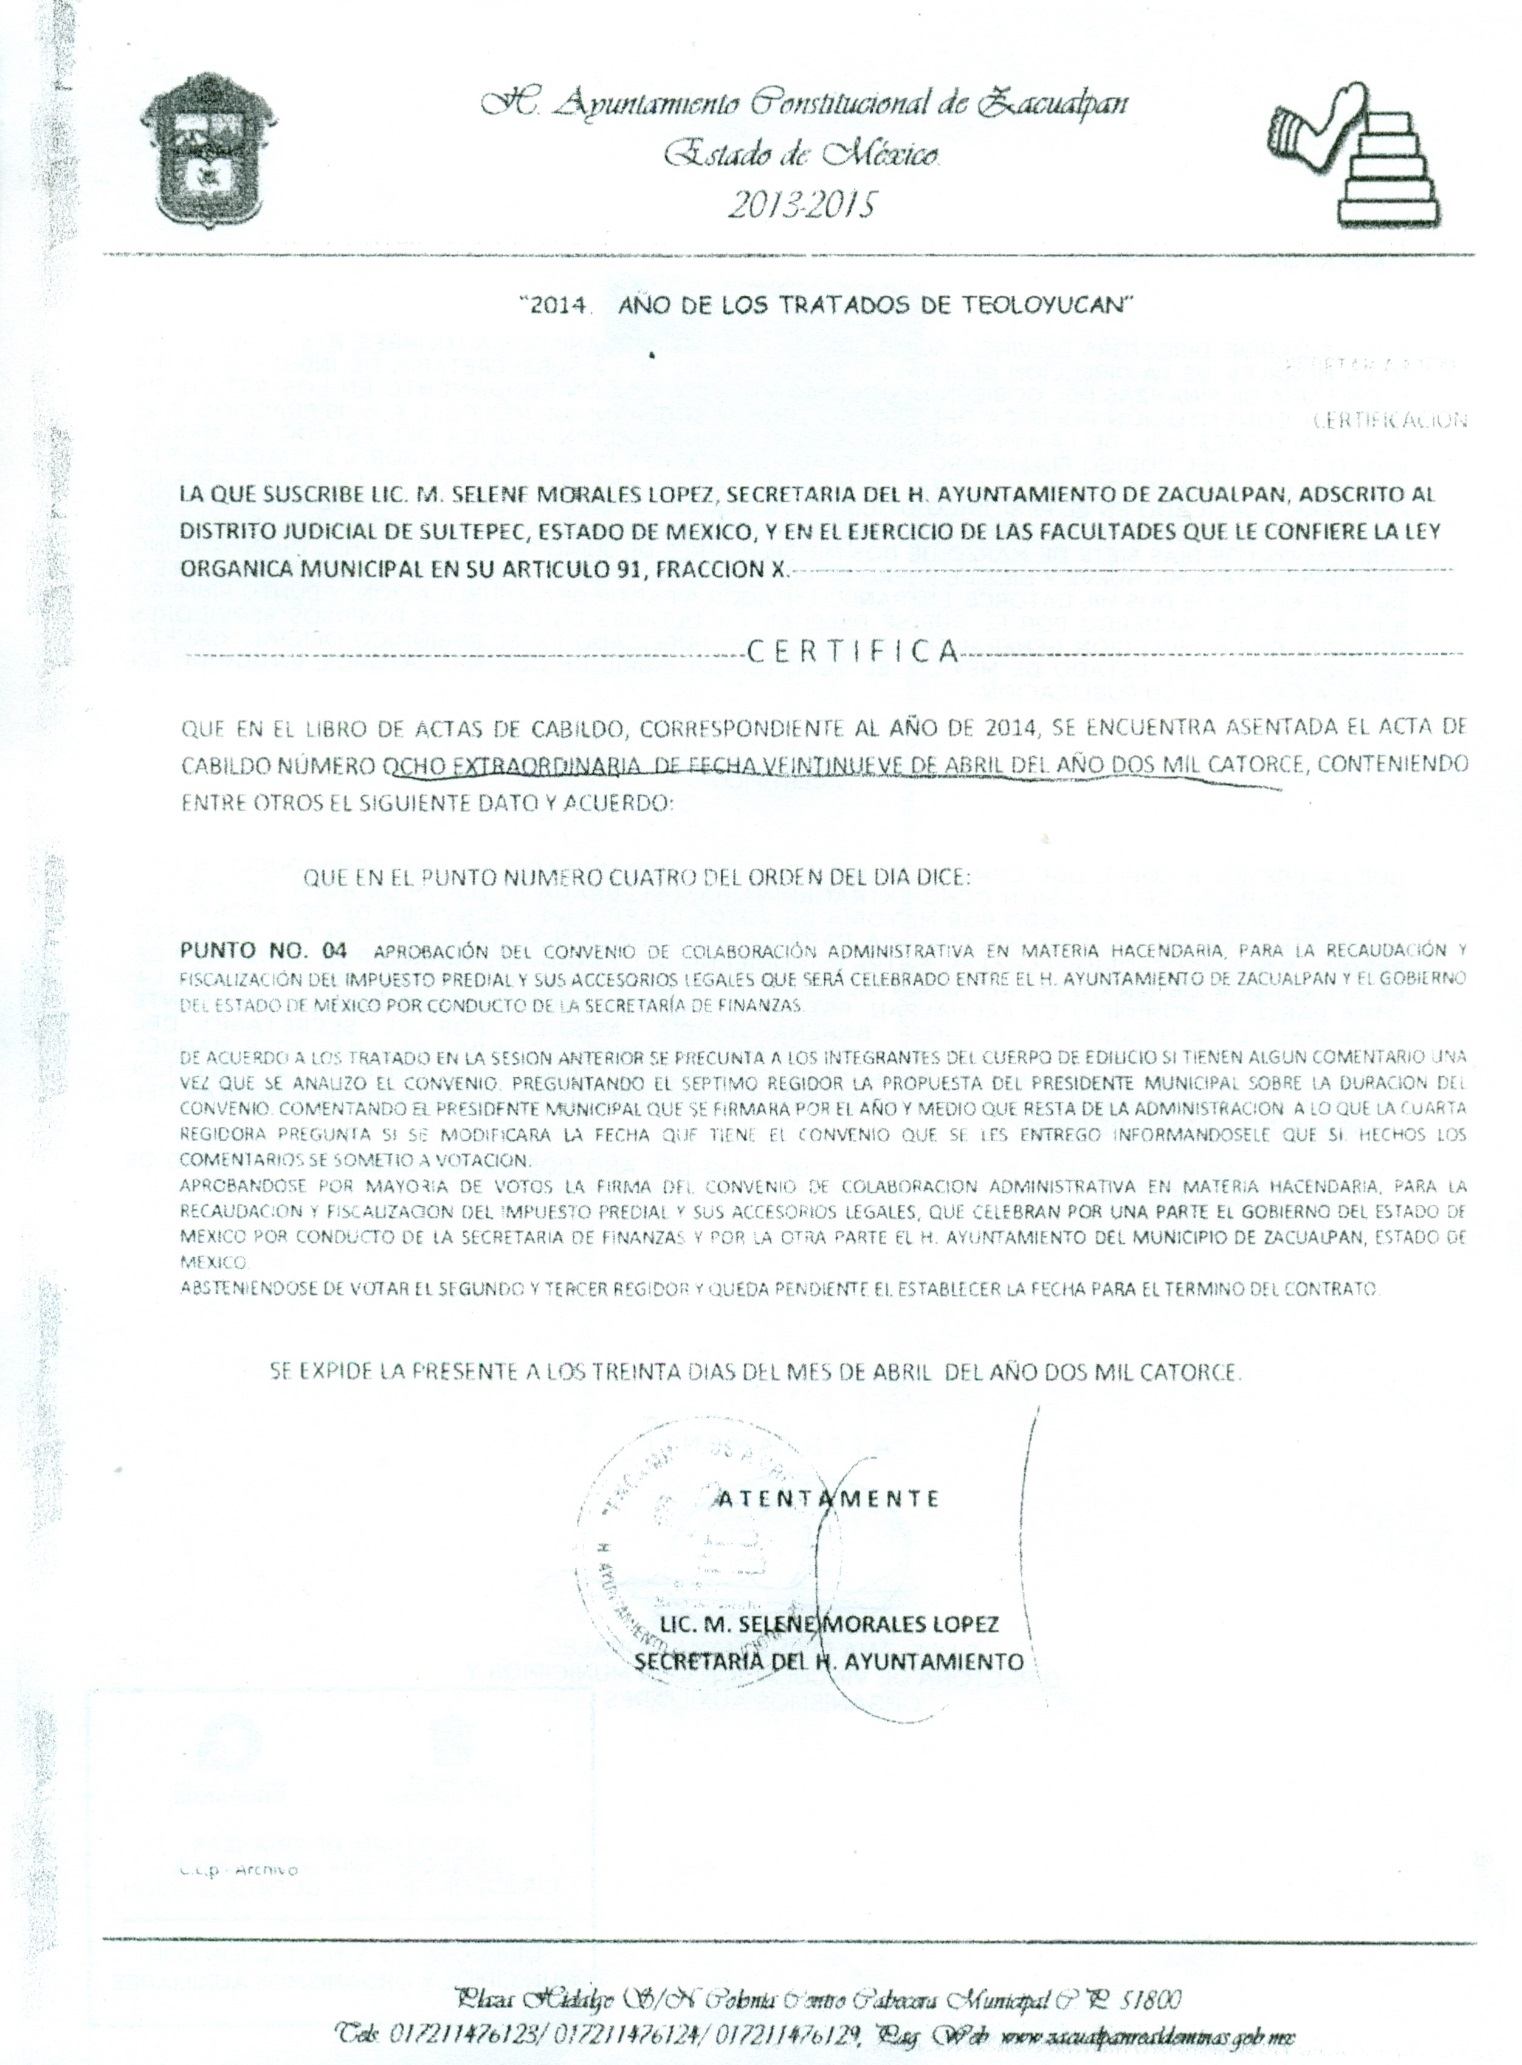 H. Ayuntamiento Constitucional de Zacualpan
Estado de México.
2013-2015
"2014. AÑO DE LOS TRATADOS DE TEOLOYUCAN"
CERTIFICACION
LA QUE SUSCRIBE LIC. M. SELENE MORALES LOPEZ, SECRETARIA DEL H. AYUNTAMIENTO DE ZACUALPAN, ADSCRITO AL
DISTRITO JUDICIAL DE SULTEPEC, ESTADO DE MEXICO, Y EN EL EJERCICIO DE LAS FACULTADES QUE LE CONFIERE LA LEY
ORGANICA MUNICIPAL EN SU ARTICULO 91, FRACCION X.
C E R T I F I C A
QUE EN EL LIBRO DE ACTAS DE CABILDO, CORRESPONDIENTE AL AÑO DE 2014, SE ENCUENTRA ASENTADA EL ACTA DE
CABILDO NÚMERO OCHO EXTRAORDINARIA DE FECHA VEINTINUEVE DE ABRIL DEL AÑO DOS MIL CATORCE, CONTENIENDO
ENTRE OTROS EL SIGUIENTE DATO Y ACUERDO:
QUE EN EL PUNTO NUMERO CUATRO DEL ORDEN DEL DIA DICE:
PUNTO NO. 04 APROBACIÓN DEL CONVENIO DE COLABORACIÓN ADMINISTRATIVA EN MATERIA HACENDARIA, PARA LA RECAUDACIÓN Y
FISCALIZACIÓN DEL IMPUESTO PREDIAL Y SUS ACCESORIOS LEGALES QUE SERÁ CELEBRADO ENTRE EL H. AYUNTAMIENTO DE ZACUALPAN Y EL GOBIERNO
DEL ESTADO DE MÉXICO POR CONDUCTO DE LA SECRETARÍA DE FINANZAS.
DE ACUERDO A LOS TRATADO EN LA SESION ANTERIOR SE PRECUNTA A LOS INTEGRANTES DEL CUERPO DE EDILICIO SI TIENEN ALGUN COMENTARIO UNA
VEZ QUE SE ANALIZO EL CONVENIO. PREGUNTANDO EL SEPTIMO REGIDOR LA PROPUESTA DEL PRESIDENTE MUNICIPAL SOBRE LA DURACION DEL
CONVENIO. COMENTANDO EL PRESIDENTE MUNICIPAL QUE SE FIRMARA POR EL AÑO Y MEDIO QUE RESTA DE LA ADMINISTRACION A LO QUE LA CUARTA
REGIDORA PREGUNTA SI SE MODIFICARA LA FECHA QUE TIENE EL CONVENIO QUE SE LES ENTREGO INFORMANDOSELE QUE SI. HECHOS LOS
COMENTARIOS SE SOMETIO A VOTACION.
APROBANDOSE POR MAYORIA DE VOTOS LA FIRMA DEL CONVENIO DE COLABORACION ADMINISTRATIVA EN MATERIA HACENDARIA, PARA LA
RECAUDACION Y FISCALIZACION DEL IMPUESTO PREDIAL Y SUS ACCESORIOS LEGALES, QUE CELEBRAN POR UNA PARTE EL GOBIERNO DEL ESTADO DE
MEXICO POR CONDUCTO DE LA SECRETARIA DE FINANZAS Y POR LA OTRA PARTE EL H. AYUNTAMIENTO DEL MUNICIPIO DE ZACUALPAN, ESTADO DE
MEXICO.
ABSTENIENDOSE DE VOTAR EL SEGUNDO Y TERCER REGIDOR Y QUEDA PENDIENTE EL ESTABLECER LA FECHA PARA EL TERMINO DEL CONTRATO.
SE EXPIDE LA PRESENTE A LOS TREINTA DIAS DEL MES DE ABRIL DEL AÑO DOS MIL CATORCE.
A T E N T A M E N T E
H. AYUNTAMIENTO
LIC. M. SELENE MORALES LOPEZ
SECRETARIA DEL H. AYUNTAMIENTO
C.c.p - Archivo
Plaza Hidalgo S/N Colonia Centro Cabecera Municipal C. P. 51800
Tels. 017211476123/ 017211476124/ 017211476129, Pag. Web www.zacualpanrealdeminas.gob.mx